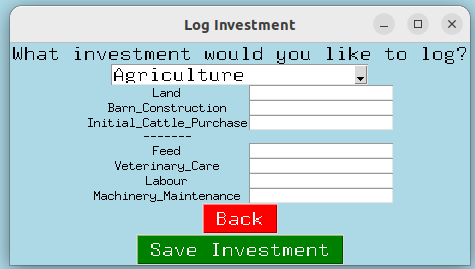 Log Investment
What investment would you like to log?
Agriculture
Land
Barn_Construction
Initial_Cattle_Purchase
-------
Feed
Veterinary_Care
Labour
Machinery_Maintenance
Back
Save Investment